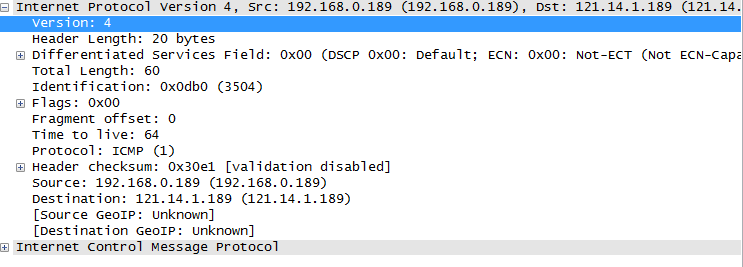 Internet Protocol Version 4, Src: 192.168.0.189 (192.168.0.189), Dst: 121.14.1.189 (121.14.
Version: 4
Header Length: 20 bytes
Differentiated Services Field: 0x00 (DSCP 0x00: Default; ECN: 0x00: Not-ECT (Not ECN-Capa
Total Length: 60
Identification: 0x0db0 (3504)
Flags: 0x00
Fragment offset: 0
Time to live: 64
Protocol: ICMP (1)
Header checksum: 0x30e1 [validation disabled]
Source: 192.168.0.189 (192.168.0.189)
Destination: 121.14.1.189 (121.14.1.189)
[Source GeoIP: Unknown]
[Destination GeoIP: Unknown]
Internet Control Message Protocol